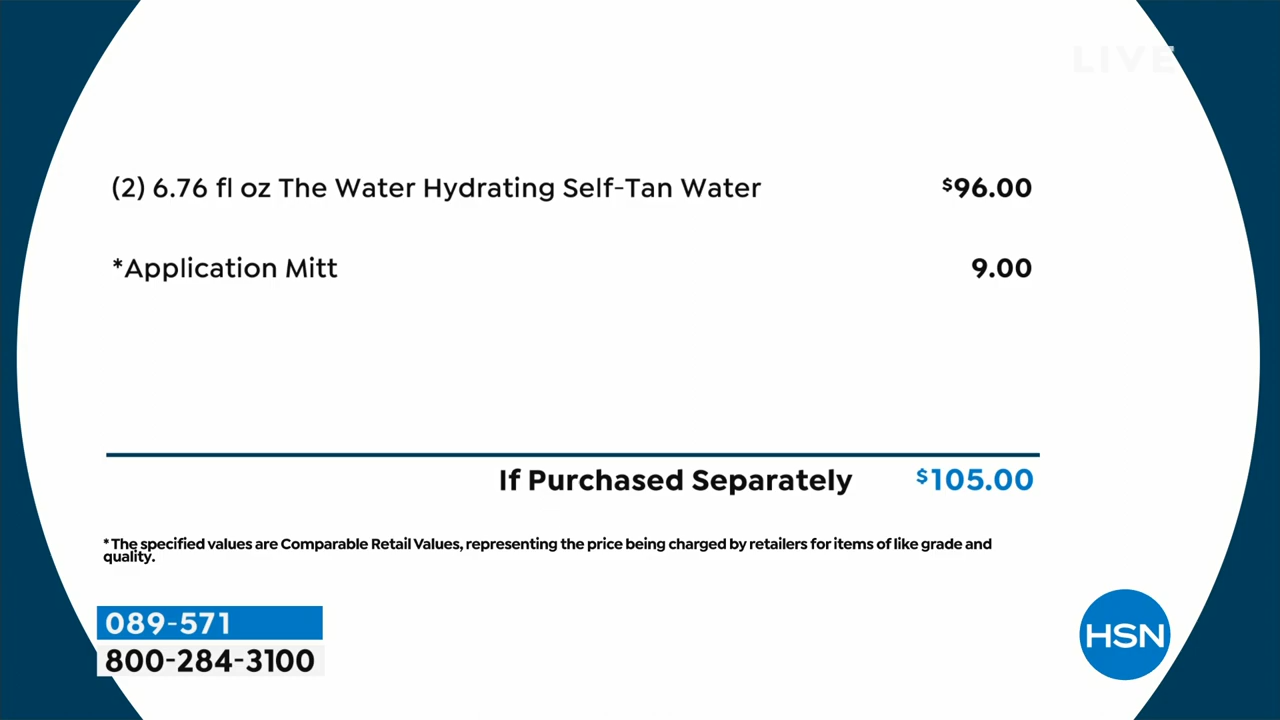 LIVE
(2) 6.76 fl oz The Water Hydrating Self-Tan Water $96.00
*Application Mitt 9.00
If Purchased Separately $105.00
*The specified values are Comparable Retail Values, representing the price being charged by retailers for items of like grade and
quality.
089-571
800-284-3100
HSN